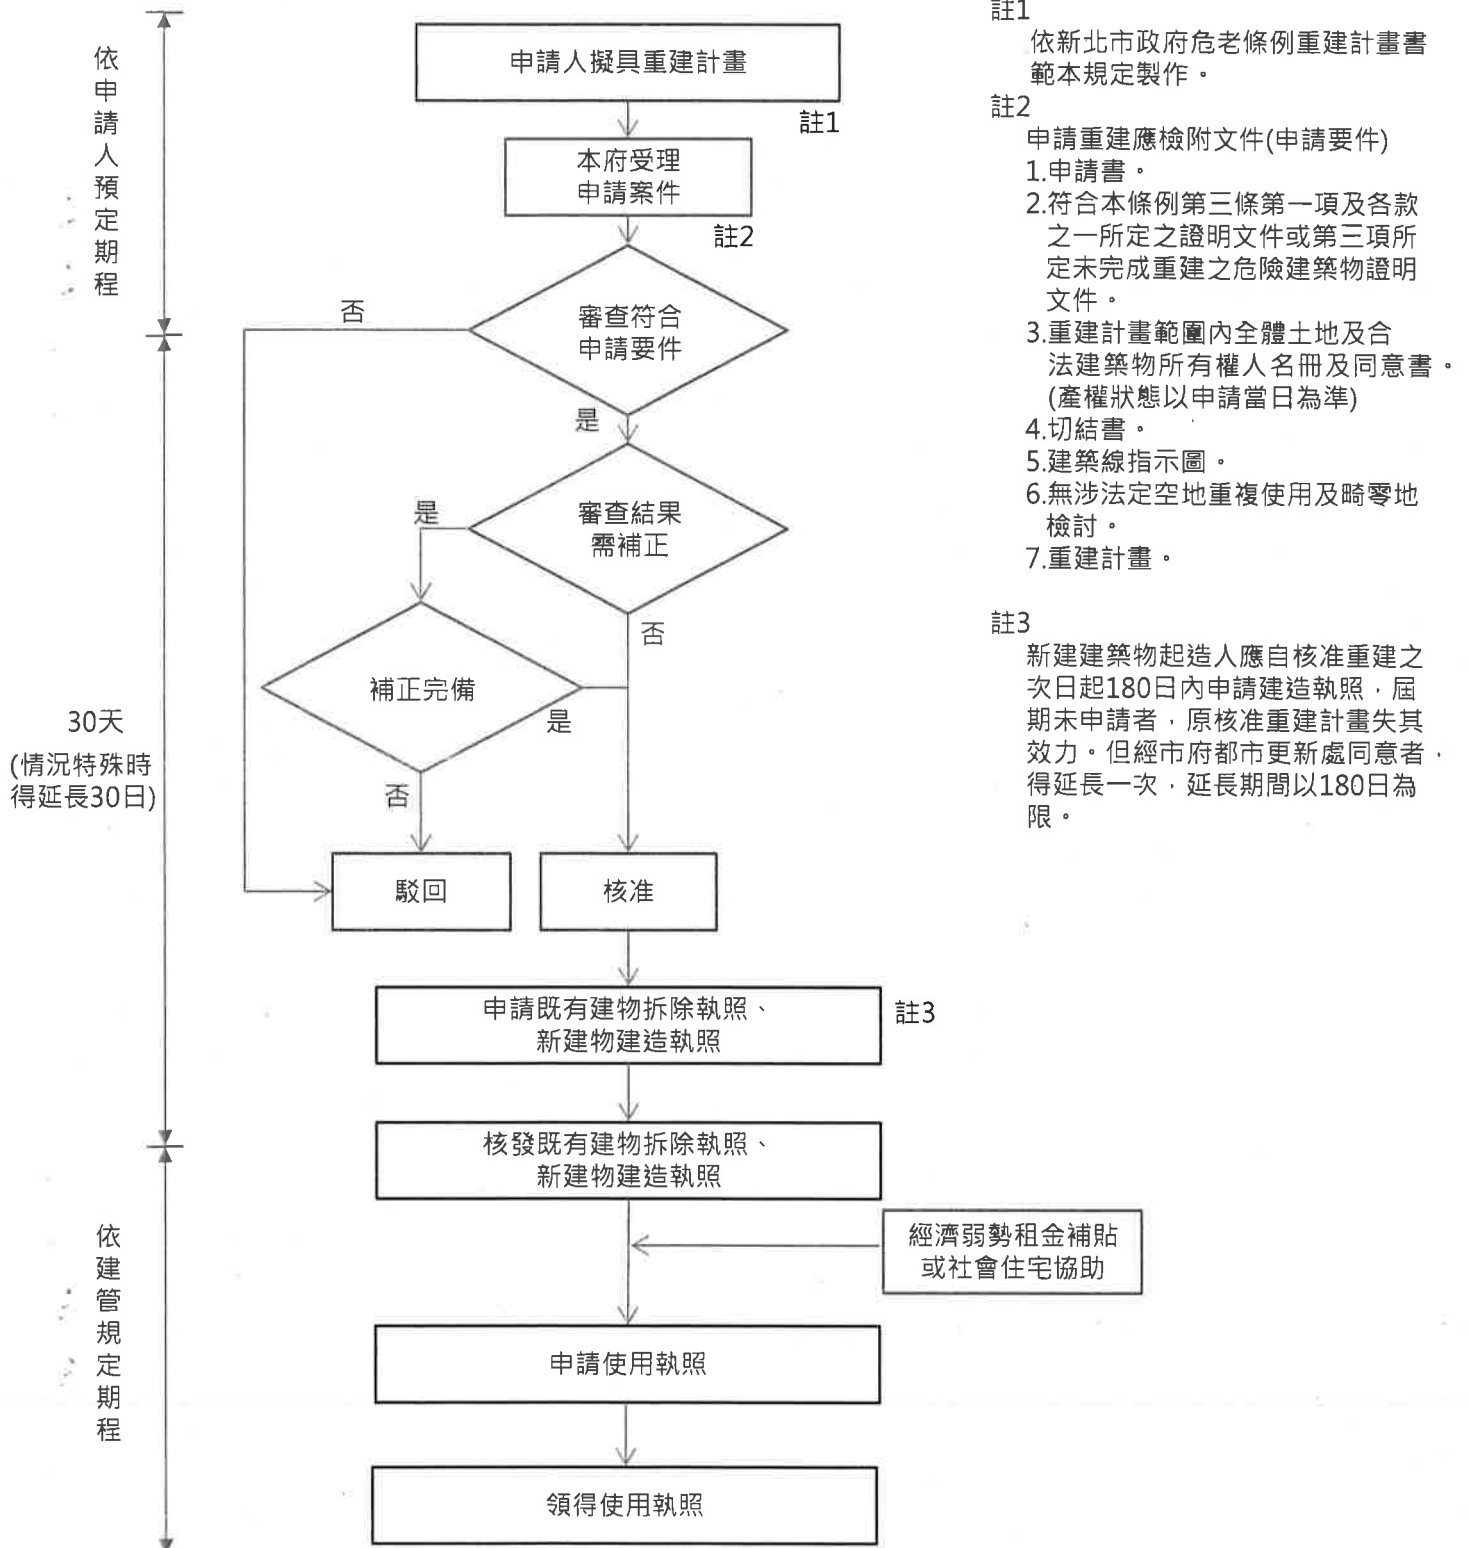 依申請人預定期程
30天
(情況特殊時
得延長30日)
依建管規定期程
申請人擬具重建計畫
註1
本府受理
申請案件
註2
審查符合
申請要件
否
是
審查結果
需補正
是
否
補正完備
是
否
駁回
核准
申請既有建物拆除執照、
新建物建造執照
註3
核發既有建物拆除執照、
新建物建造執照
經濟弱勢租金補貼
或社會住宅協助
申請使用執照
領得使用執照
註1
依新北市政府危老條例重建計畫書
範本規定製作。
註2
申請重建應檢附文件(申請要件)
1.申請書。
2.符合本條例第三條第一項及各款
之一所定之證明文件或第三項所
定未完成重建之危險建築物證明
文件。
3.重建計畫範圍內全體土地及合
法建築物所有權人名冊及同意書。
(產權狀態以申請當日為準)
4.切結書。
5.建築線指示圖。
6.無涉法定空地重複使用及畸零地
檢討。
7.重建計畫。
註3
新建建築物起造人應自核准重建之
次日起180日內申請建造執照，屆
期未申請者，原核准重建計畫失其
效力。但經市府都市更新處同意者，
得延長一次，延長期間以180日為
限。